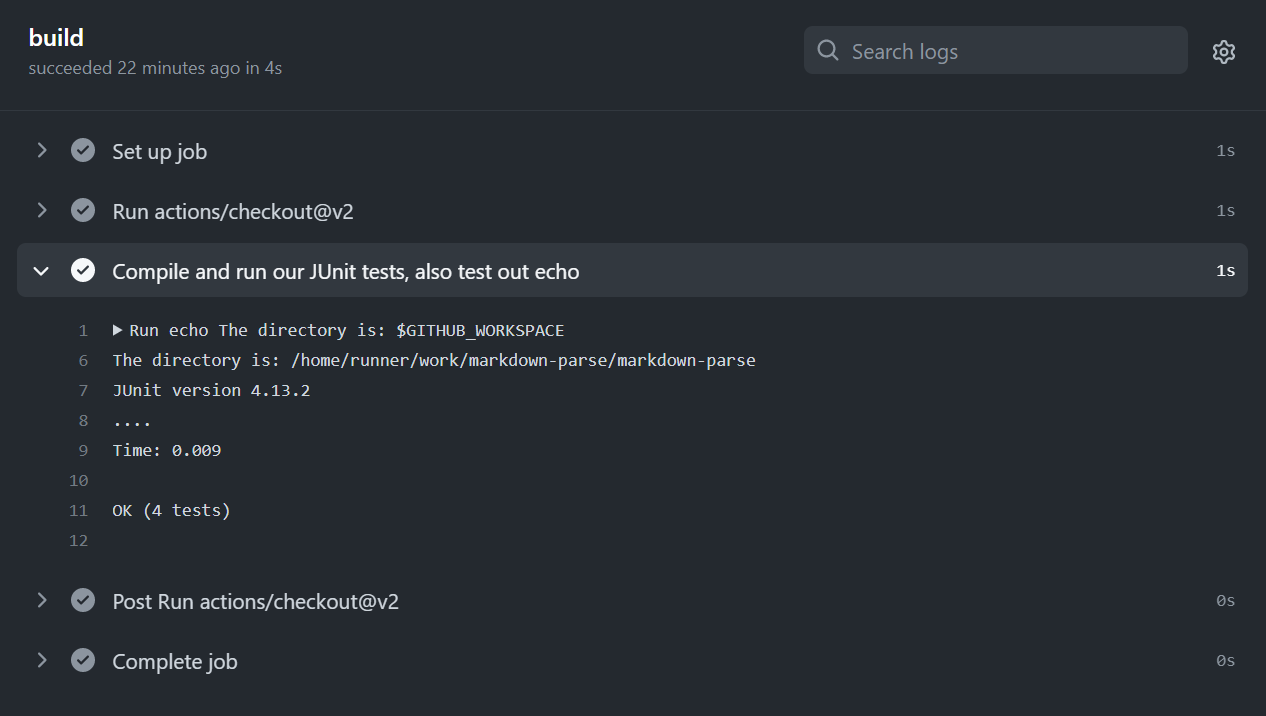 build
succeeded 22 minutes ago in 4s
Search logs
Set up job 1s
Run actions/checkout@v2 1s
Compile and run our JUnit tests, also test out echo 1s
1 Run echo The directory is: $GITHUB_WORKSPACE
6 The directory is: /home/runner/work/markdown-parse/markdown-parse
7 JUnit version 4.13.2
8 ....
9 Time: 0.009
10
11 OK (4 tests)
12
Post Run actions/checkout@v2 0s
Complete job 0s